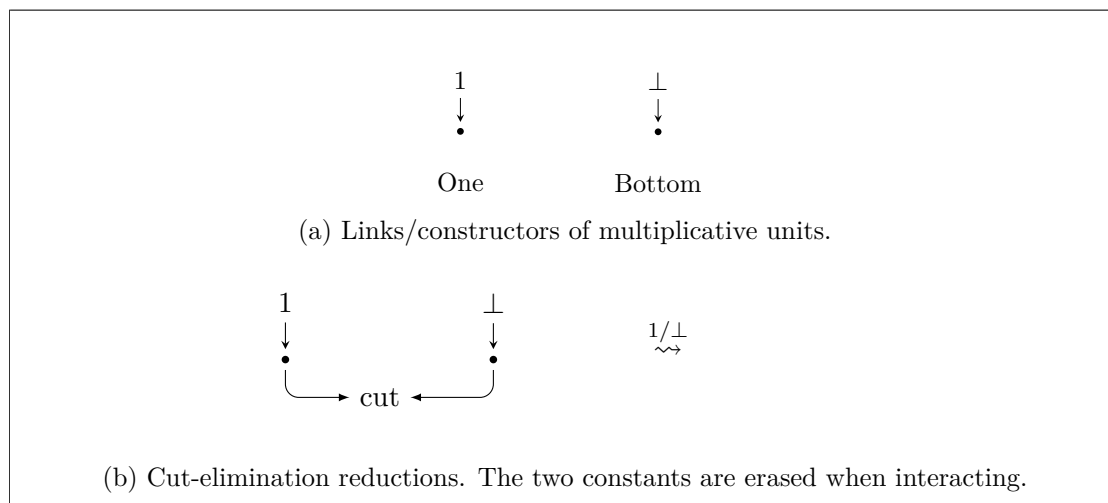 1 ⊥
One Bottom
(a) Links/constructors of multiplicative units.
1 ⊥ 1/⊥
cut
(b) Cut-elimination reductions. The two constants are erased when interacting.